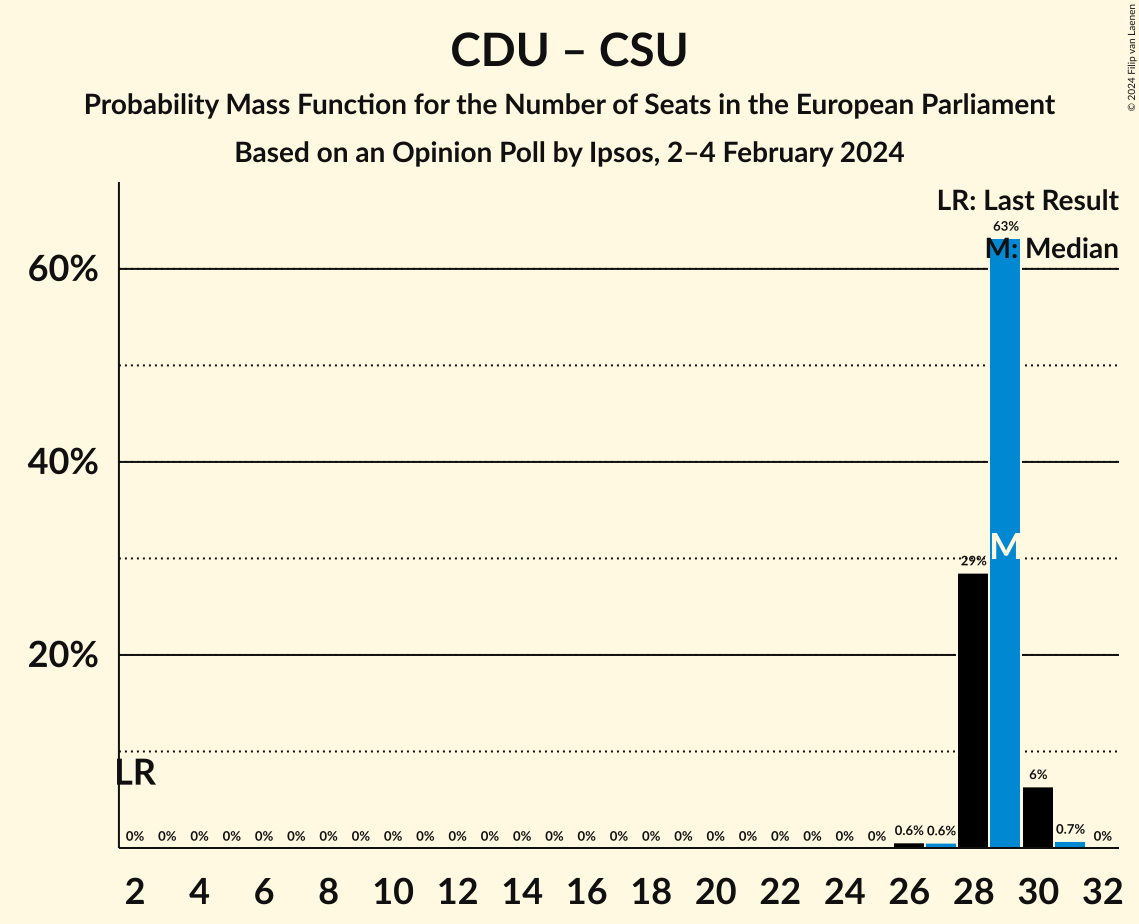 CDU – CSU
Probability Mass Function for the Number of Seats in the European Parliament
Based on an Opinion Poll by Ipsos, 2–4 February 2024
© 2024 Filip van Laenen
LR: Last Result
M: Median
63%
60%
40%
M
29%
20%
LR
6%
0% 0% 0% 0% 0% 0% 0% 0% 0% 0% 0% 0% 0% 0% 0% 0% 0% 0% 0% 0% 0% 0% 0% 0% 0.6% 0.6% 0.7% 0%
2 4 6 8 10 12 14 16 18 20 22 24 26 28 30 32